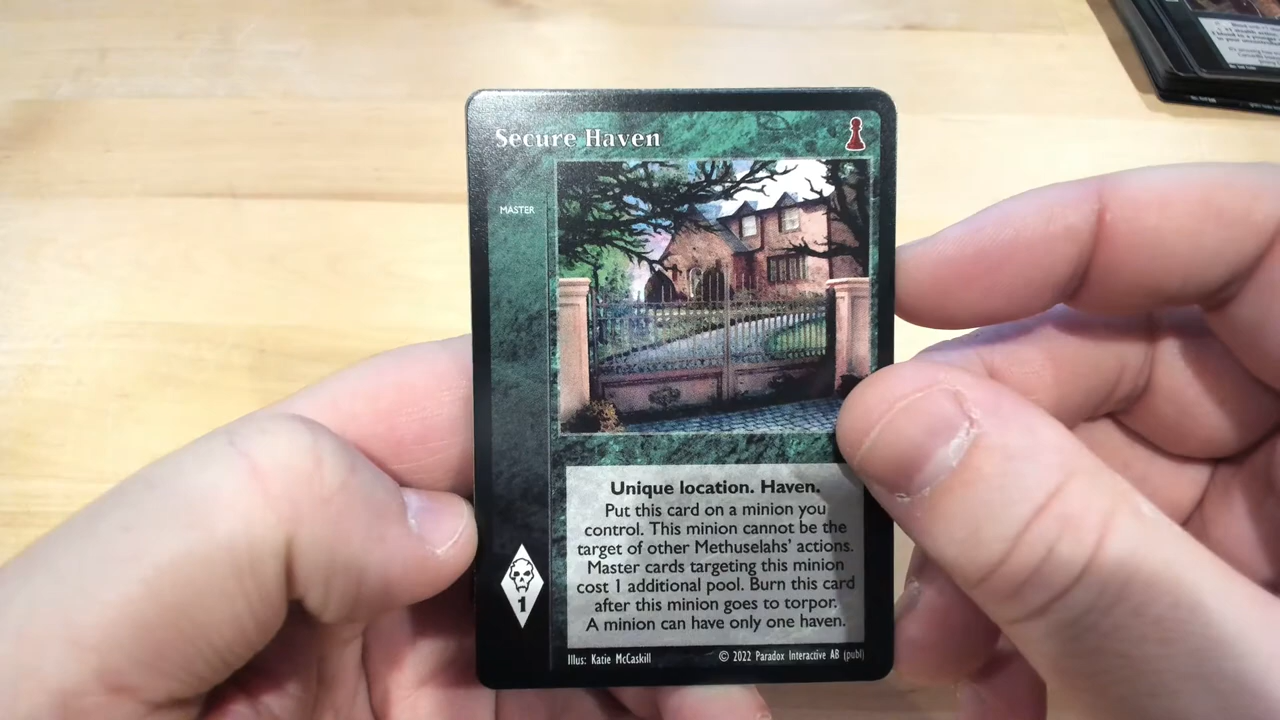 Secure Haven
MASTER
Unique location. Haven.
Put this card on a minion you
control. This minion cannot be the
target of other Methuselahs' actions.
Master cards targeting this minion
cost 1 additional pool. Burn this card
after this minion goes to torpor.
A minion can have only one haven.
1
Illus: Katie McCaskill
© 2022 Paradox Interactive AB (publ)